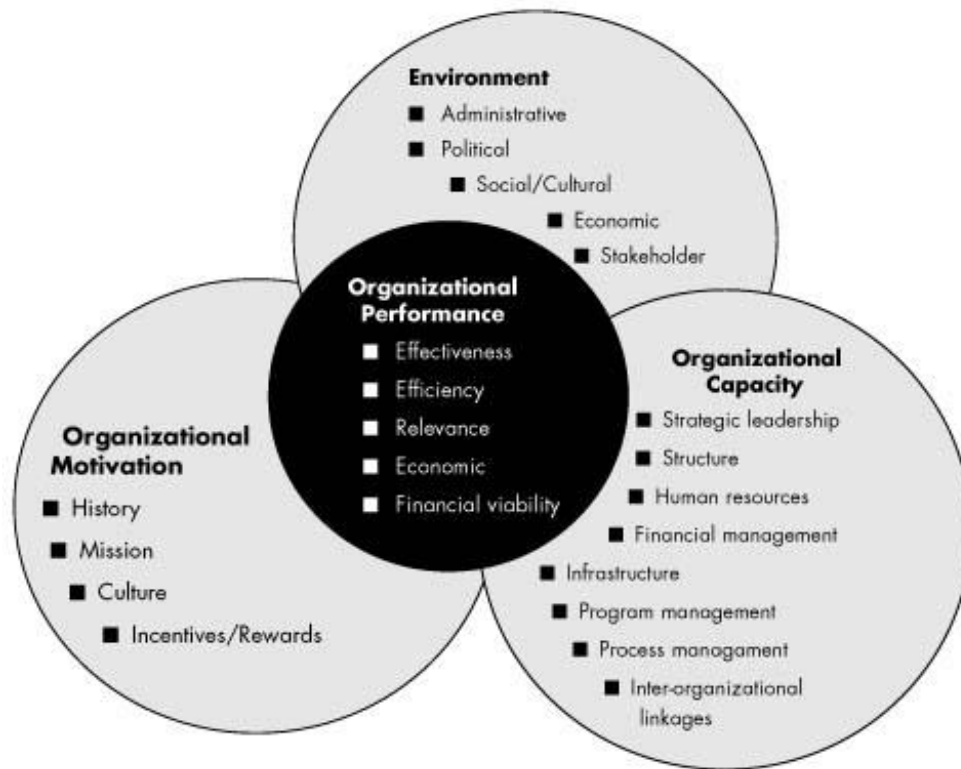 Environment
Administrative
Political
Social/Cultural
Economic
Stakeholder
Organizational
Performance
Effectiveness
Efficiency
Relevance
Economic
Financial viability
Organizational
Motivation
History
Mission
Culture
Incentives/Rewards
Organizational
Capacity
Strategic leadership
Structure
Human resources
Financial management
Infrastructure
Program management
Process managament
Inter-organizational
linkages